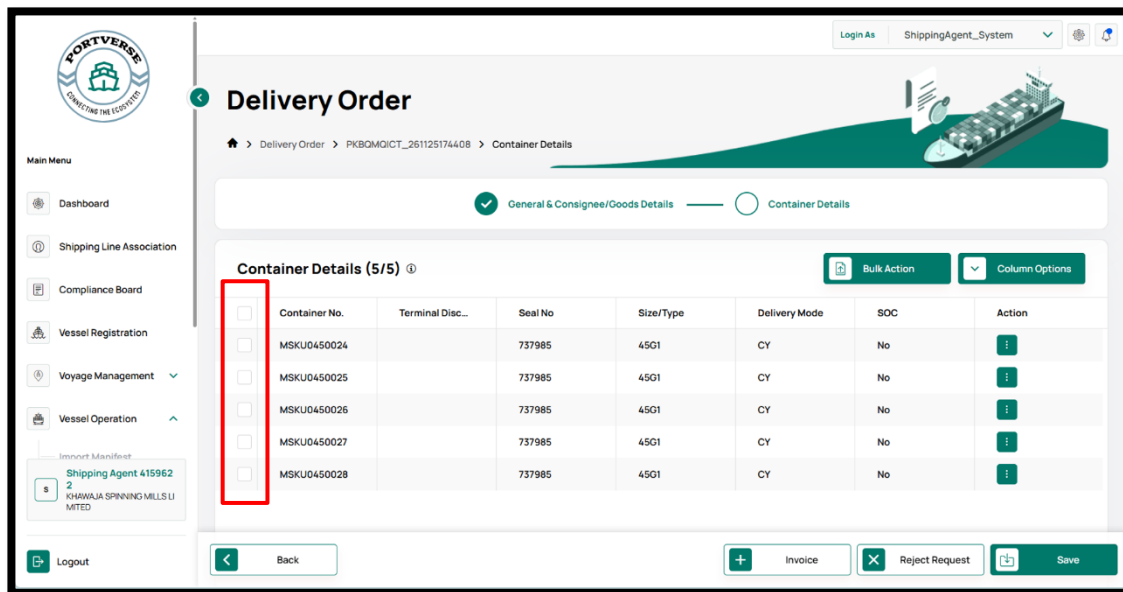 PORTVERSE
CONNECTING THE ECOSYSTEM
Login As ShippingAgent_System
Delivery Order
Delivery Order > PKBQMQICT_261125174408 > Container Details
Main Menu
Dashboard
Shipping Line Association
Compliance Board
Vessel Registration
Voyage Management
Vessel Operation
Import Manifest
Shipping Agent 415962
2
KHAWAJA SPINNING MILLS LI
MITED
S
Logout
General & Consignee/Goods Details
Container Details
Container Details (5/5)
Bulk Action
Column Options
Container No. Terminal Disc... Seal No Size/Type Delivery Mode SOC Action
MSKU0450024 737985 45G1 CY No
MSKU0450025 737985 45G1 CY No
MSKU0450026 737985 45G1 CY No
MSKU0450027 737985 45G1 CY No
MSKU0450028 737985 45G1 CY No
Back
Invoice
Reject Request
Save